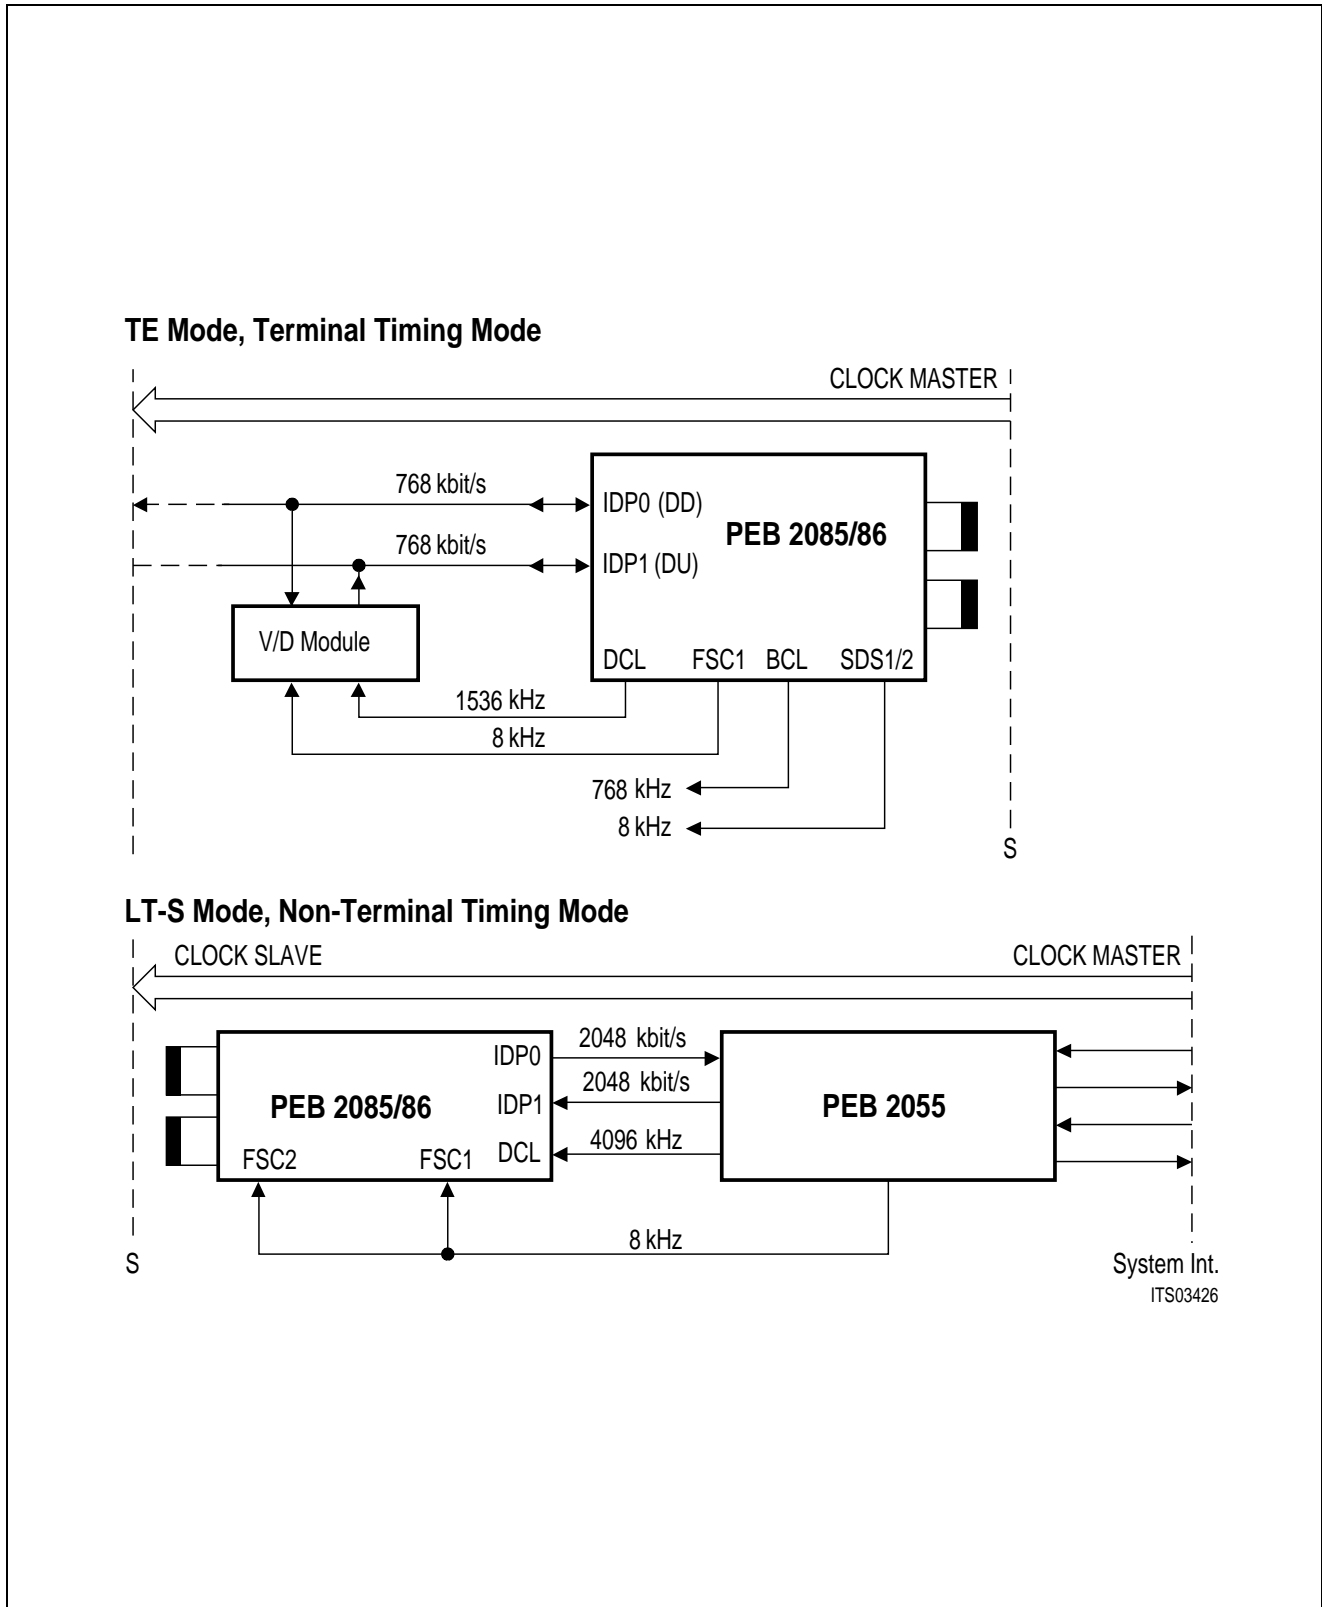 TE Mode, Terminal Timing Mode
CLOCK MASTER
768 kbit/s
IDP0 (DD)
PEB 2085/86
768 kbit/s
IDP1 (DU)
V/D Module
DCL FSC1 BCL SDS1/2
1536 kHz
8 kHz
768 kHz
8 kHz
S
LT-S Mode, Non-Terminal Timing Mode
CLOCK SLAVE CLOCK MASTER
IDP0 2048 kbit/s
2048 kbit/s
PEB 2085/86 IDP1 PEB 2055
4096 kHz
FSC2 FSC1 DCL
8 kHz
S System Int.
ITS03426